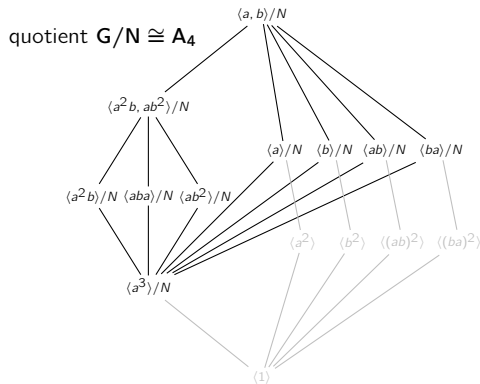 ⟨a, b⟩/N
quotient G/N ≅ A₄
⟨a²b, ab²⟩/N
⟨a⟩/N ⟨b⟩/N ⟨ab⟩/N ⟨ba⟩/N
⟨a²b⟩/N ⟨aba⟩/N ⟨ab²⟩/N
⟨a²⟩ ⟨b²⟩ ⟨(ab)²⟩ ⟨(ba)²⟩
⟨a³⟩/N
⟨1⟩